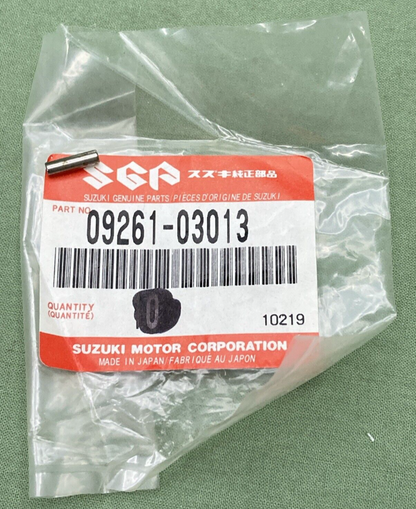 SGP スズキ純正部品
SUZUKI GENUINE PARTS/PIÈCES D'ORIGINE DE SUZUKI
PART NO. 09261-03013
QUANTITY
(QUANTITÉ)
0
10219
SUZUKI MOTOR CORPORATION
MADE IN JAPAN/FABRIQUÉ AU JAPON